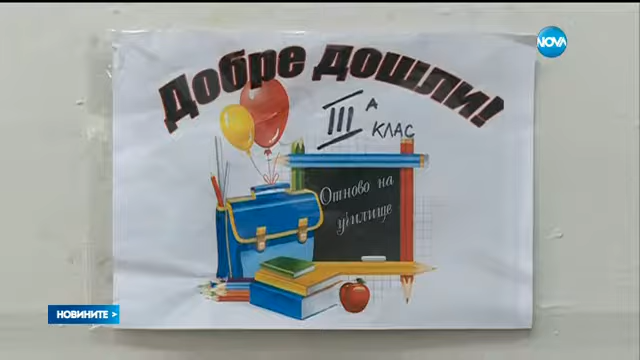 Добре дошли!
III А
КЛАС
Отново на
училище
NOVA
НОВИНИТЕ